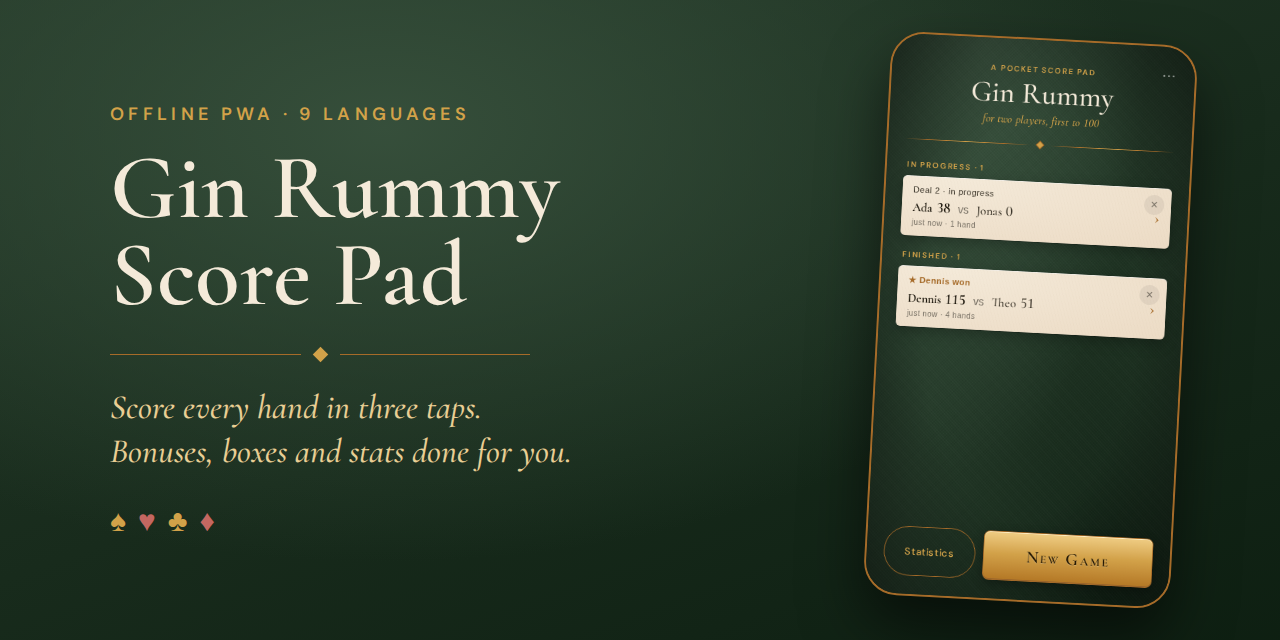 OFFLINE PWA · 9 LANGUAGES
Gin Rummy
Score Pad
Score every hand in three taps.
Bonuses, boxes and stats done for you.
A POCKET SCORE PAD
Gin Rummy
for two players, first to 100
IN PROGRESS · 1
Deal 2 · in progress
Ada 38 VS Jonas 0
just now · 1 hand
FINISHED · 1
★ Dennis won
Dennis 115 VS Theo 51
just now · 4 hands
Statistics
New Game